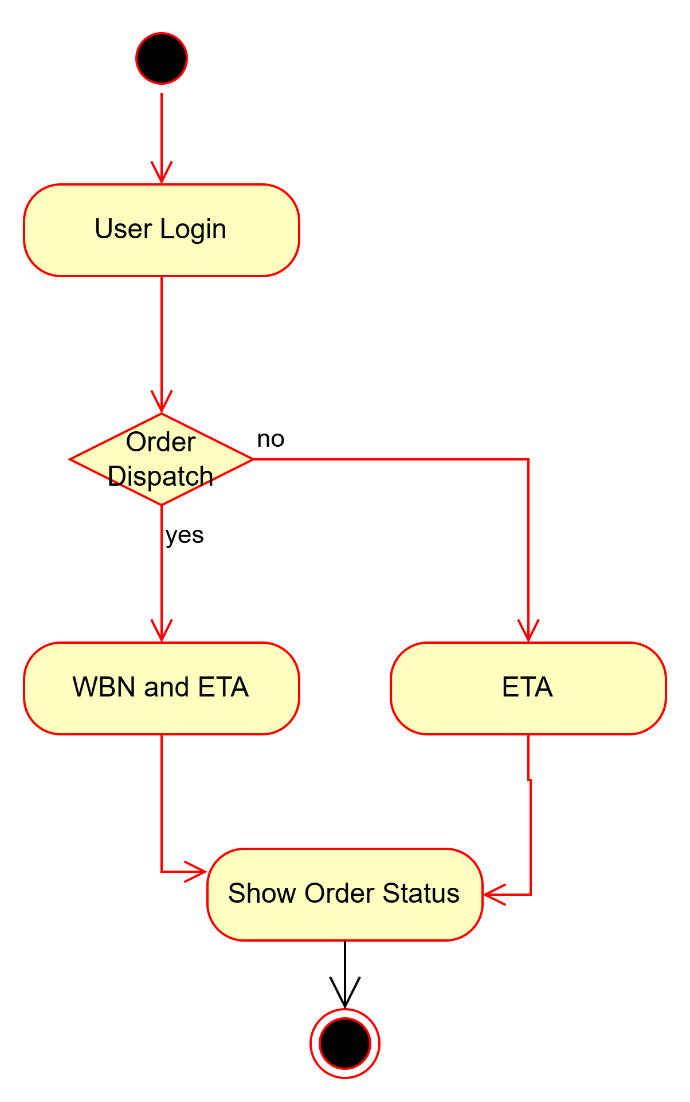 User Login
Order
Dispatch
no
yes
WBN and ETA
ETA
Show Order Status